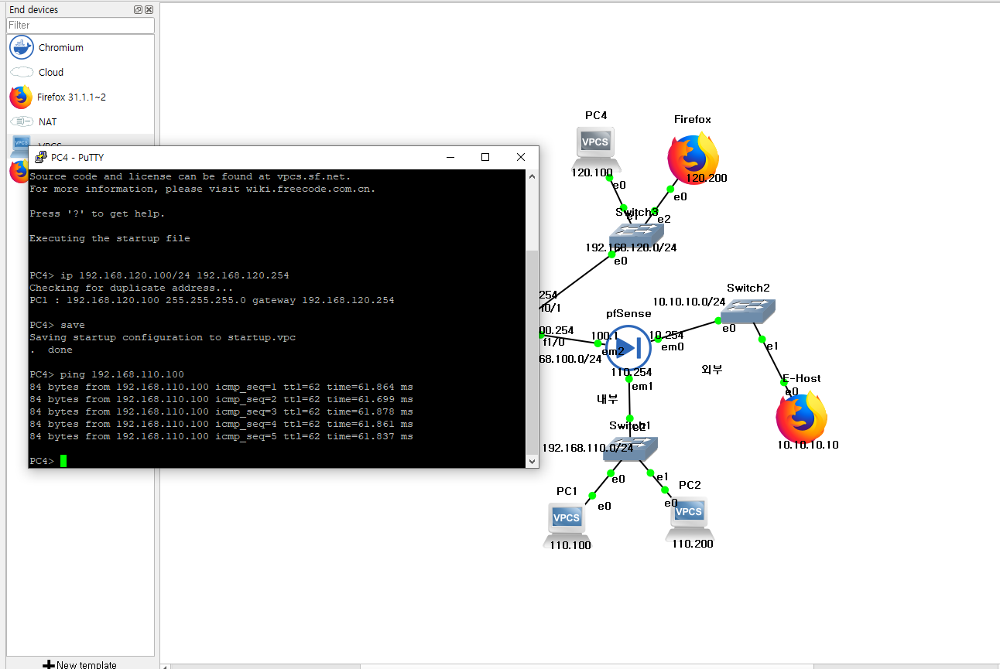 End devices
Filter
Chromium
Cloud
Firefox 31.1.1~2
NAT
VPCS
New template
PC4 - PuTTY
Source code and license can be found at vpcs.sf.net.
For more information, please visit wiki.freecode.com.cn.
Press '?' to get help.
Executing the startup file
PC4> ip 192.168.120.100/24 192.168.120.254
Checking for duplicate address...
PC1 : 192.168.120.100 255.255.255.0 gateway 192.168.120.254
PC4> save
Saving startup configuration to startup.vpc
.  done
PC4> ping 192.168.110.100
84 bytes from 192.168.110.100 icmp_seq=1 ttl=62 time=61.864 ms
84 bytes from 192.168.110.100 icmp_seq=2 ttl=62 time=61.699 ms
84 bytes from 192.168.110.100 icmp_seq=3 ttl=62 time=61.878 ms
84 bytes from 192.168.110.100 icmp_seq=4 ttl=62 time=61.861 ms
84 bytes from 192.168.110.100 icmp_seq=5 ttl=62 time=61.837 ms
PC4>
PC4
VPCS
120.100
e0
Firefox
120.200
e0
Switch3
e1
e2
192.168.120.0/24
e0
254
f0/1
00.254
f1/0
68.100.0/24
pfSense
100.1
em2
10.254
em0
110.254
em1
10.10.10.0/24
Switch2
e0
e1
외부
E-Host
e0
10.10.10.10
내부
Switch1
e2
192.168.110.0/24
e0
e1
PC1
e0
VPCS
110.100
PC2
e0
VPCS
110.200